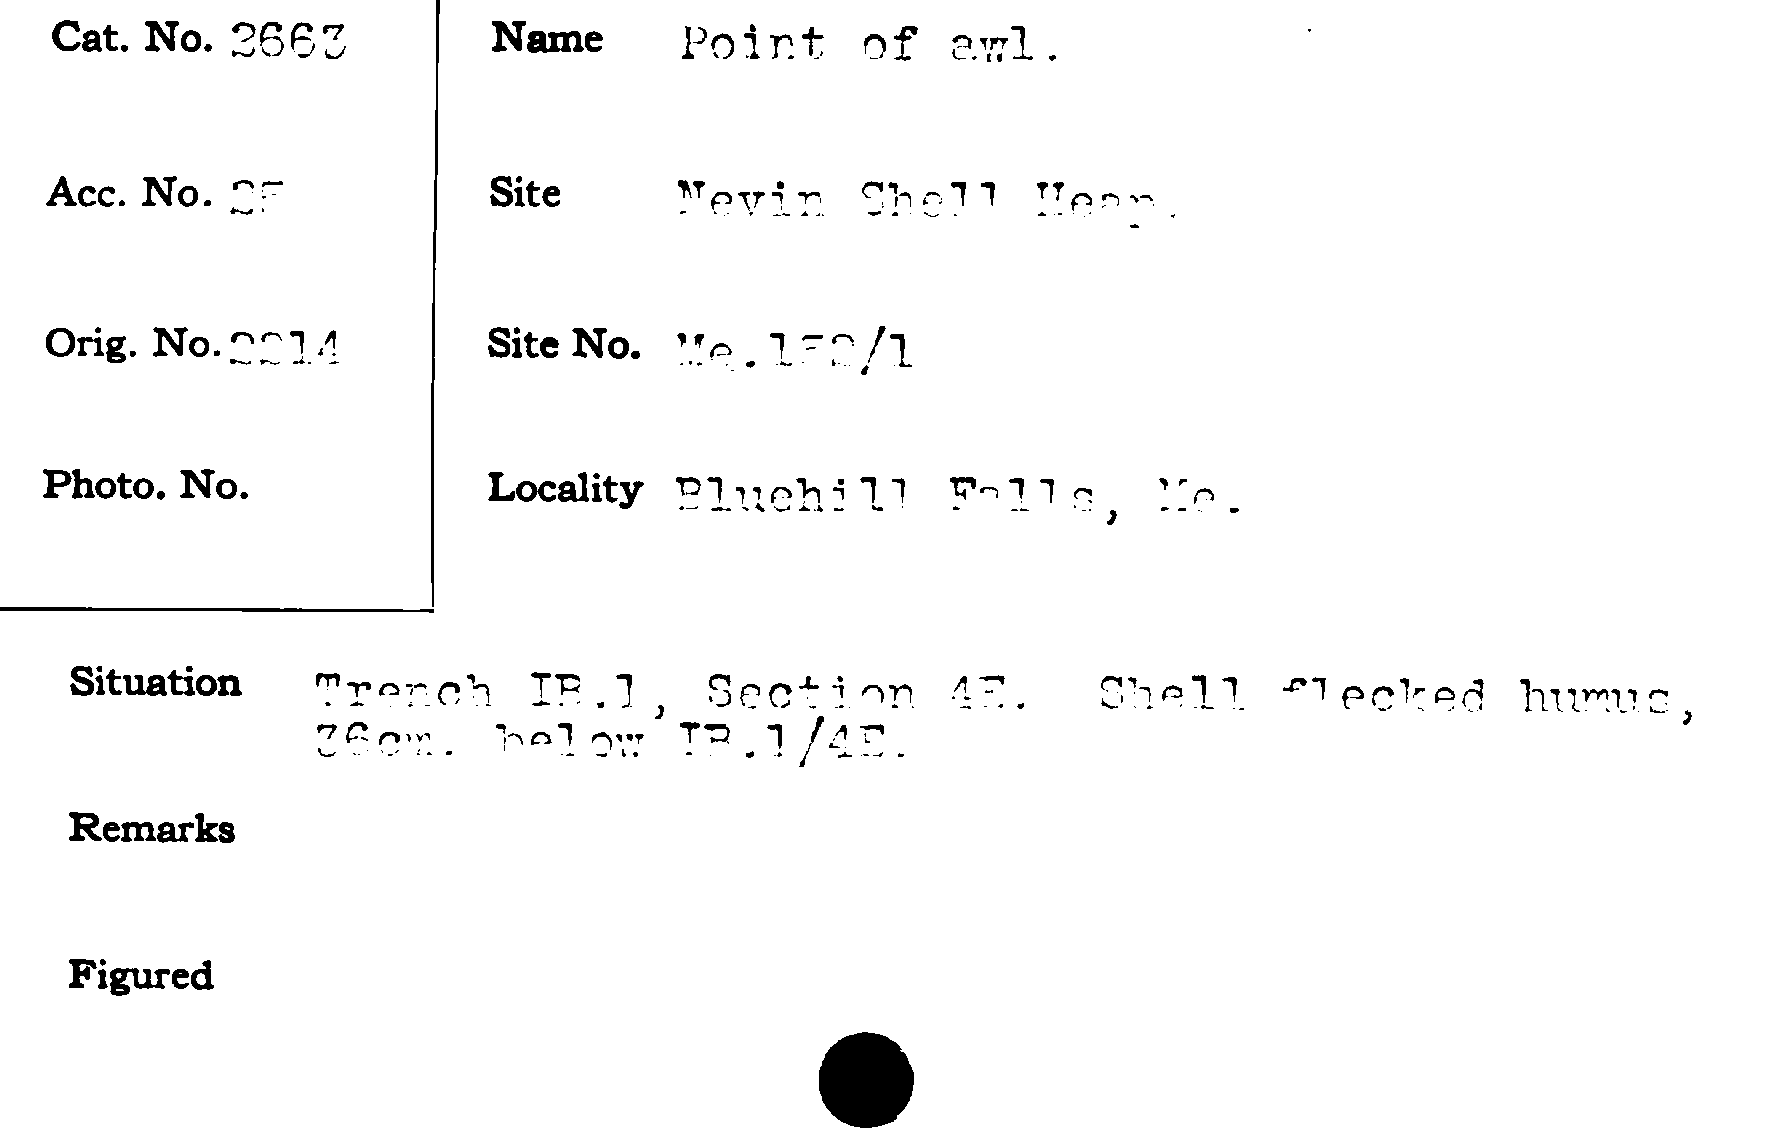 Cat. No. 2663 Name Point of awl.
Acc. No. 25 Site Nevin Shell Heap.
Orig. No. 2214 Site No. Me.152/1
Photo. No. Locality Bluehill Falls, Me.
Situation Trench IB.1, Section 4E. Shell flecked humus,
36cm. below IB.1/4E.
Remarks
Figured